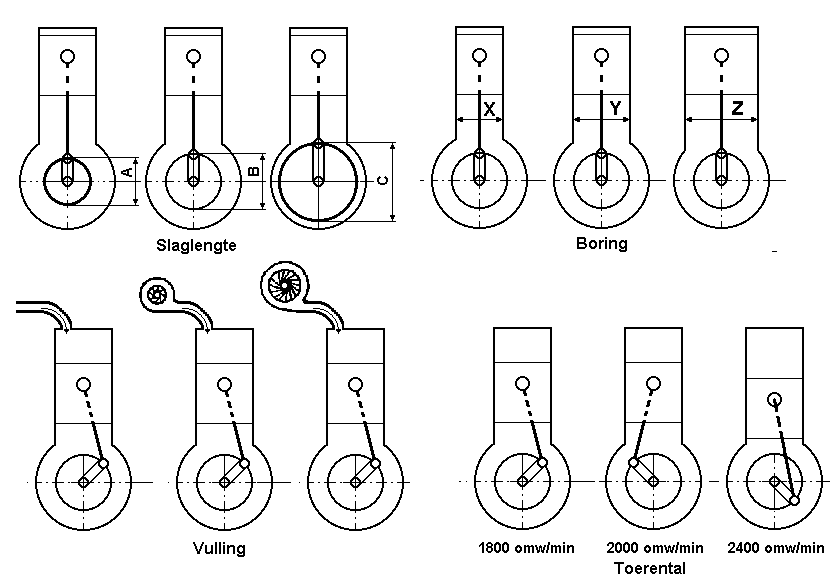 A
B
C
Slaglengte
X
Y
Z
Boring
Vulling
1800 omw/min
2000 omw/min
2400 omw/min
Toerental